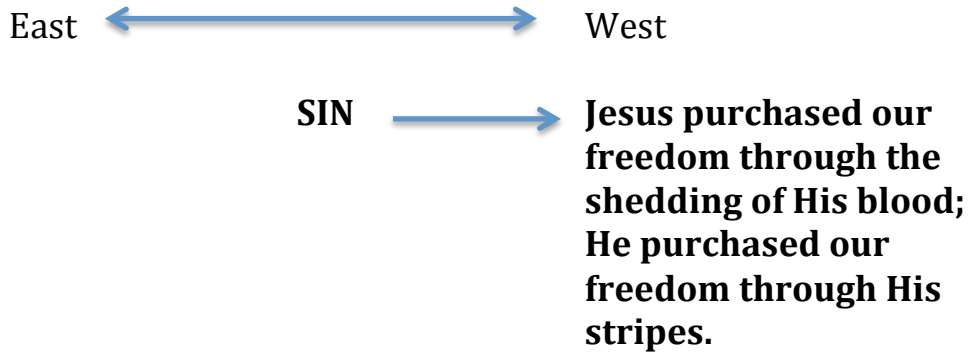 East West
SIN Jesus purchased our
freedom through the
shedding of His blood;
He purchased our
freedom through His
stripes.